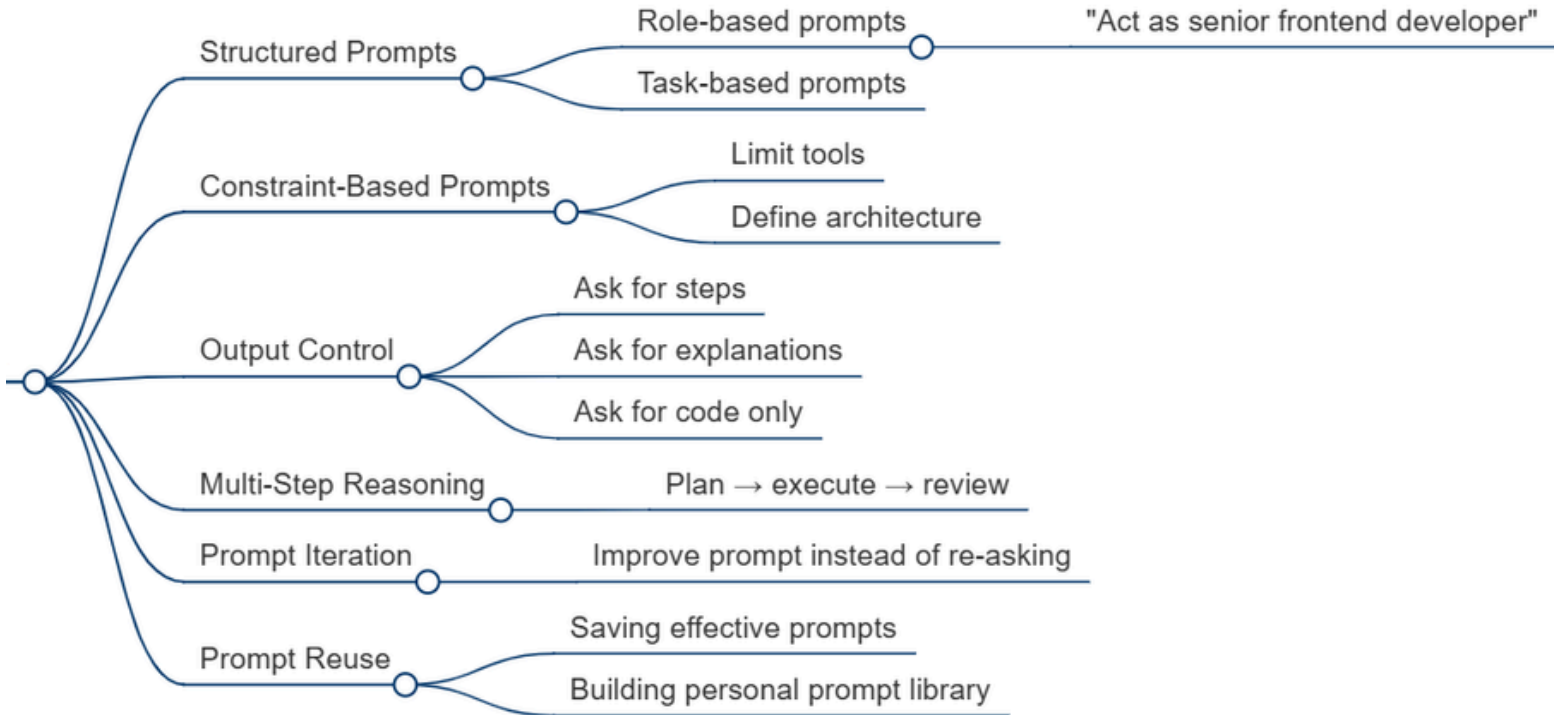 Structured Prompts
Role-based prompts
"Act as senior frontend developer"
Task-based prompts
Constraint-Based Prompts
Limit tools
Define architecture
Output Control
Ask for steps
Ask for explanations
Ask for code only
Multi-Step Reasoning
Plan → execute → review
Prompt Iteration
Improve prompt instead of re-asking
Prompt Reuse
Saving effective prompts
Building personal prompt library